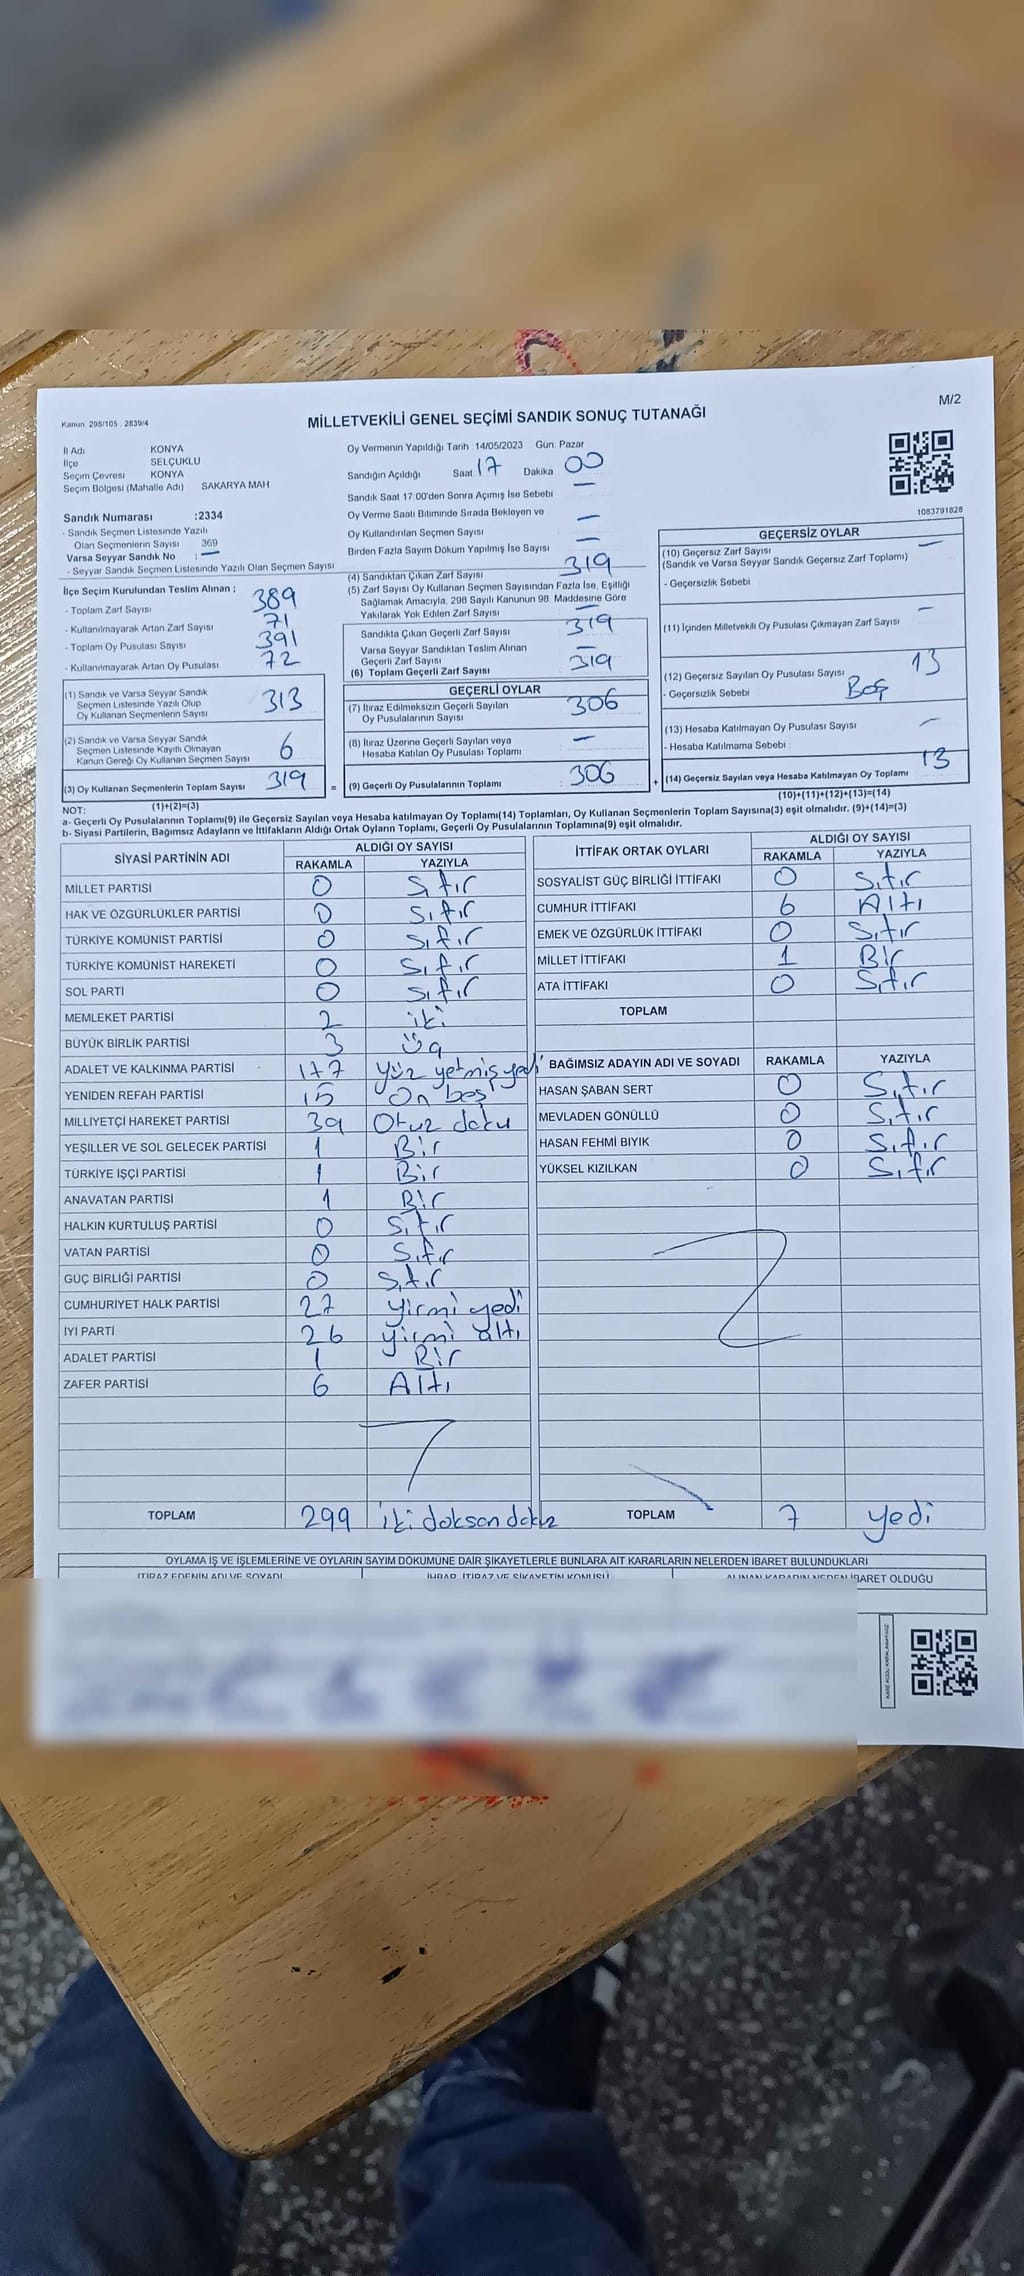 M/2
Kanun. 298/105 . 2839/4
MİLLETVEKİLİ GENEL SEÇİMİ SANDIK SONUÇ TUTANAĞI
İl Adı KONYA
İlçe SELÇUKLU
Seçim Çevresi KONYA
Seçim Bölgesi (Mahalle Adı) SAKARYA MAH
Sandık Numarası :2334
- Sandık Seçmen Listesinde Yazılı
Olan Seçmenlerin Sayısı 369
Varsa Seyyar Sandık No : —
- Seyyar Sandık Seçmen Listesinde Yazılı Olan Seçmen Sayısı
Oy Vermenin Yapıldığı Tarih : 14/05/2023 Gün: Pazar
Sandığın Açıldığı Saat 17 Dakika 00
Sandık Saat 17:00'den Sonra Açılmış İse Sebebi —
Oy Verme Saati Bitiminde Sırada Bekleyen ve
Oy Kullandırılan Seçmen Sayısı —
Birden Fazla Sayım Döküm Yapılmış İse Sayısı —
1083791828
İlçe Seçim Kurulundan Teslim Alınan ;
- Toplam Zarf Sayısı 389
- Kullanılmayarak Artan Zarf Sayısı 71
- Toplam Oy Pusulası Sayısı 391
- Kullanılmayarak Artan Oy Pusulası 72
(1) Sandık ve Varsa Seyyar Sandık
Seçmen Listesinde Yazılı Olup
Oy Kullanan Seçmenlerin Sayısı 313
(2) Sandık ve Varsa Seyyar Sandık
Seçmen Listesinde Kayıtlı Olmayan
Kanun Gereği Oy Kullanan Seçmen Sayısı 6
(3) Oy Kullanan Seçmenlerin Toplam Sayısı 319
(1)+(2)=(3)
(4) Sandıktan Çıkan Zarf Sayısı 319
(5) Zarf Sayısı Oy Kullanan Seçmen Sayısından Fazla İse, Eşitliği
Sağlamak Amacıyla, 298 Sayılı Kanunun 98. Maddesine Göre
Yakılarak Yok Edilen Zarf Sayısı —
Sandıkta Çıkan Geçerli Zarf Sayısı 319
Varsa Seyyar Sandıktan Teslim Alınan
Geçerli Zarf Sayısı —
(6) Toplam Geçerli Zarf Sayısı 319
GEÇERLİ OYLAR
(7) İtiraz Edilmeksizin Geçerli Sayılan
Oy Pusulalarının Sayısı 306
(8) İtiraz Üzerine Geçerli Sayılan veya
Hesaba Katılan Oy Pusulası Toplamı —
= (9) Geçerli Oy Pusulalarının Toplamı : 306 +
GEÇERSİZ OYLAR
(10) Geçersiz Zarf Sayısı —
(Sandık ve Varsa Seyyar Sandık Geçersiz Zarf Toplamı)
- Geçersizlik Sebebi
(11) İçinden Milletvekili Oy Pusulası Çıkmayan Zarf Sayısı —
(12) Geçersiz Sayılan Oy Pusulası Sayısı 13
- Geçersizlik Sebebi Boş
(13) Hesaba Katılmayan Oy Pusulası Sayısı —
- Hesaba Katılmama Sebebi :
(14) Geçersiz Sayılan veya Hesaba Katılmayan Oy Toplamı 13
(10)+(11)+(12)+(13)=(14)
NOT:
a- Geçerli Oy Pusulalarının Toplamı(9) ile Geçersiz Sayılan veya Hesaba katılmayan Oy Toplamı(14) Toplamları, Oy Kullanan Seçmenlerin Toplam Sayısına(3) eşit olmalıdır. (9)+(14)=(3)
b- Siyasi Partilerin, Bağımsız Adayların ve İttifakların Aldığı Ortak Oyların Toplamı, Geçerli Oy Pusulalarının Toplamına(9) eşit olmalıdır.
SİYASİ PARTİNİN ADI ALDIĞI OY SAYISI
RAKAMLA YAZIYLA
MİLLET PARTİSİ 0 Sıfır
HAK VE ÖZGÜRLÜKLER PARTİSİ 0 Sıfır
TÜRKİYE KOMÜNİST PARTİSİ 0 Sıfır
TÜRKİYE KOMÜNİST HAREKETİ 0 Sıfır
SOL PARTİ 0 Sıfır
MEMLEKET PARTİSİ 2 iki
BÜYÜK BİRLİK PARTİSİ 3 üç
ADALET VE KALKINMA PARTİSİ 177 Yüz yetmiş yedi
YENİDEN REFAH PARTİSİ 15 On beş
MİLLİYETÇİ HAREKET PARTİSİ 39 Otuz doku
YEŞİLLER VE SOL GELECEK PARTİSİ 1 Bir
TÜRKİYE İŞÇİ PARTİSİ 1 Bir
ANAVATAN PARTİSİ 1 Bir
HALKIN KURTULUŞ PARTİSİ 0 Sıfır
VATAN PARTİSİ 0 Sıfır
GÜÇ BİRLİĞİ PARTİSİ 0 Sıfır
CUMHURİYET HALK PARTİSİ 27 yirmi yedi
İYİ PARTİ 26 yirmi altı
ADALET PARTİSİ 1 Bir
ZAFER PARTİSİ 6 Altı
TOPLAM 299 iki doksan dokuz
İTTİFAK ORTAK OYLARI ALDIĞI OY SAYISI
RAKAMLA YAZIYLA
SOSYALİST GÜÇ BİRLİĞİ İTTİFAKI 0 Sıfır
CUMHUR İTTİFAKI 6 Altı
EMEK VE ÖZGÜRLÜK İTTİFAKI 0 Sıfır
MİLLET İTTİFAKI 1 Bir
ATA İTTİFAKI 0 Sıfır
TOPLAM
BAĞIMSIZ ADAYIN ADI VE SOYADI RAKAMLA YAZIYLA
HASAN ŞABAN SERT 0 Sıfır
MEVLADEN GÖNÜLLÜ 0 Sıfır
HASAN FEHMİ BIYIK 0 Sıfır
YÜKSEL KIZILKAN 0 Sıfır
TOPLAM 7 yedi
OYLAMA İŞ VE İŞLEMLERİNE VE OYLARIN SAYIM DÖKÜMÜNE DAİR ŞİKAYETLERLE BUNLARA AİT KARARLARIN NELERDEN İBARET BULUNDUKLARI
İTİRAZ EDENİN ADI VE SOYADI İHBAR, İTİRAZ VE ŞİKAYETİN KONUSU ALINAN KARARIN NEDEN İBARET OLDUĞU